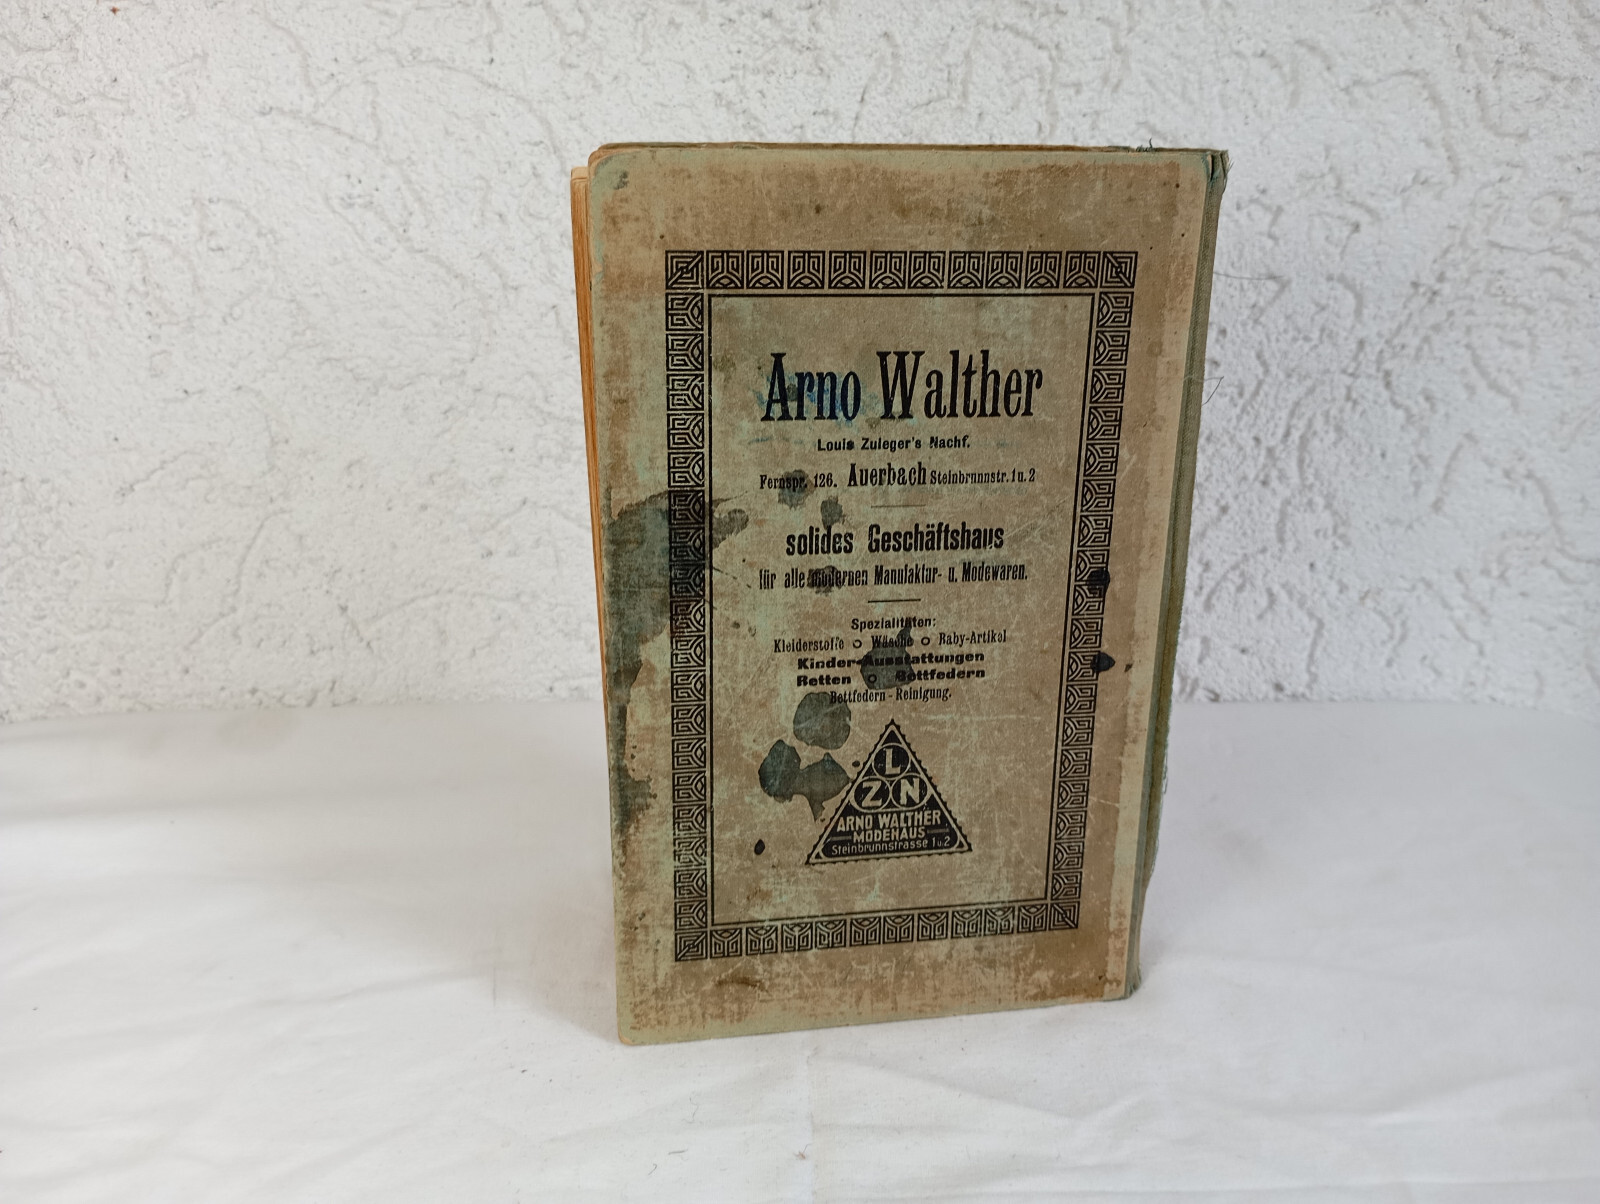 Arno Walther
Louis Zuleger's Nachf.
Fernspr. 126. Auerbach Steinbrunnstr. 1 u. 2
solides Geschäftshaus
für alle modernen Manufaktur- u. Modewaren.
Spezialitäten:
Kleiderstoffe o Wäsche o Baby-Artikel
Kinder-Ausstattungen
Betten o Bettfedern
Bettfedern-Reinigung.
L
Z N
ARNO WALTHER
MODEHAUS
Steinbrunnstrasse 1 u. 2